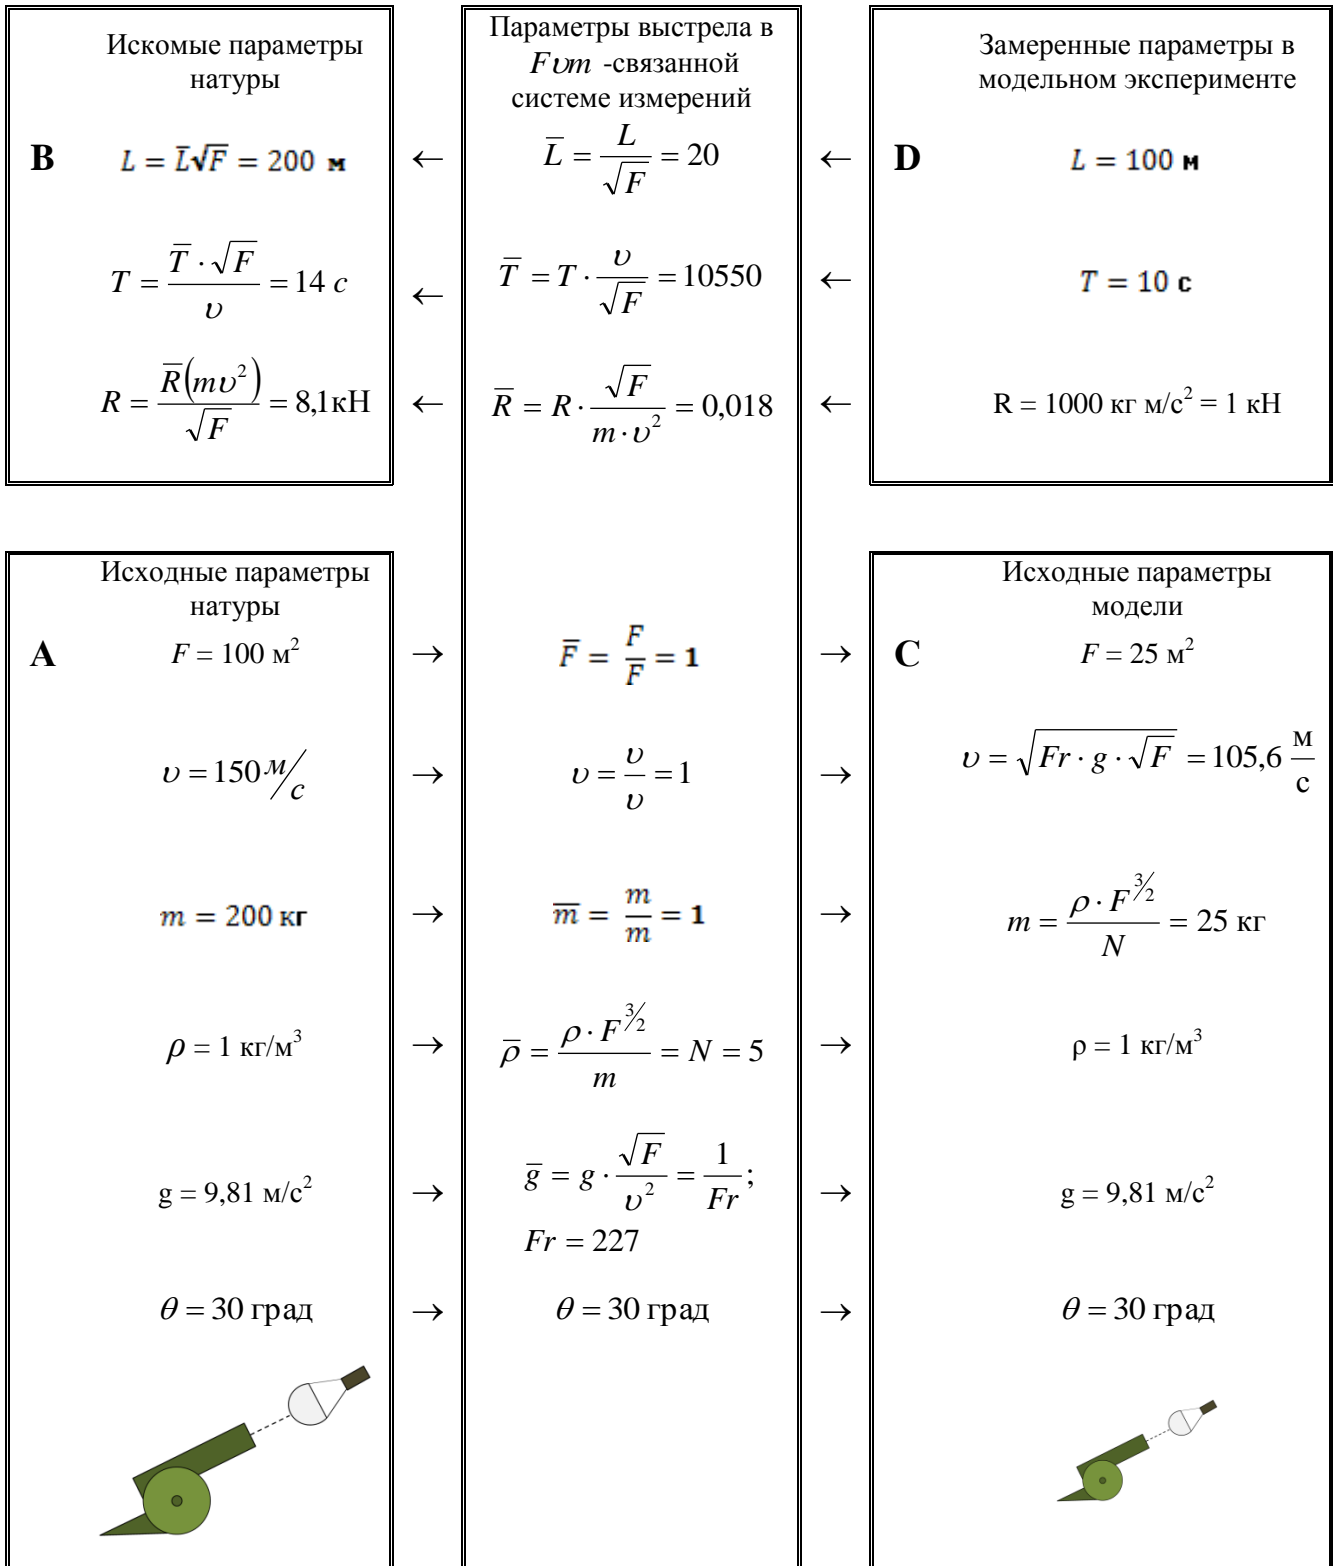 Искомые параметры
натуры
B
L = L̅√F = 200 м
←
T = T̅ · √F / υ = 14 c
←
R = R̅(mυ²) / √F = 8,1кН
←
Параметры выстрела в
Fυm -связанной
системе измерений
L̅ = L / √F = 20
←
T̅ = T · υ / √F = 10550
←
R̅ = R · √F / (m · υ²) = 0,018
←
Замеренные параметры в
модельном эксперименте
D
L = 100 м
T = 10 с
R = 1000 кг м/с² = 1 кН
Исходные параметры
натуры
A
F = 100 м²
→
υ = 150 м/с
→
m = 200 кг
→
ρ = 1 кг/м³
→
g = 9,81 м/с²
→
θ = 30 град
→
F̅ = F / F = 1
→
υ = υ / υ = 1
→
m̅ = m / m = 1
→
ρ̅ = ρ · F^(3/2) / m = N = 5
→
g̅ = g · √F / υ² = 1 / Fr;
Fr = 227
→
θ = 30 град
→
Исходные параметры
модели
C
F = 25 м²
υ = √(Fr · g · √F) = 105,6 м/с
m = ρ · F^(3/2) / N = 25 кг
ρ = 1 кг/м³
g = 9,81 м/с²
θ = 30 град